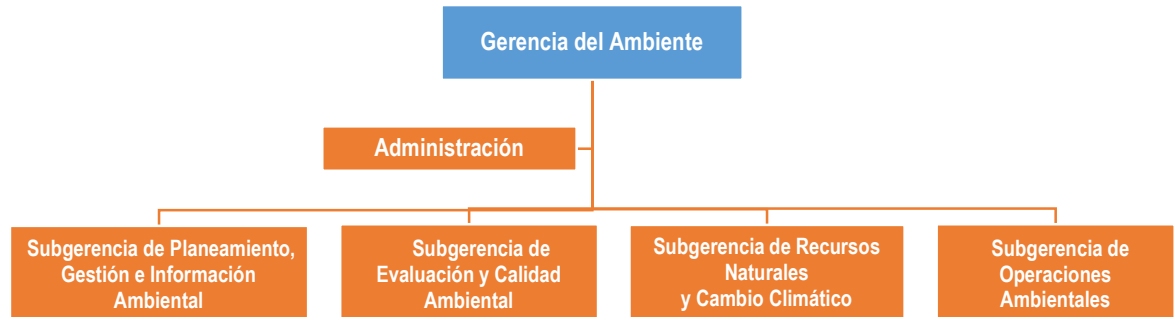 Gerencia del Ambiente
Administración
Subgerencia de Planeamiento,
Gestión e Información
Ambiental
Subgerencia de
Evaluación y Calidad
Ambiental
Subgerencia de Recursos
Naturales
y Cambio Climático
Subgerencia de
Operaciones
Ambientales